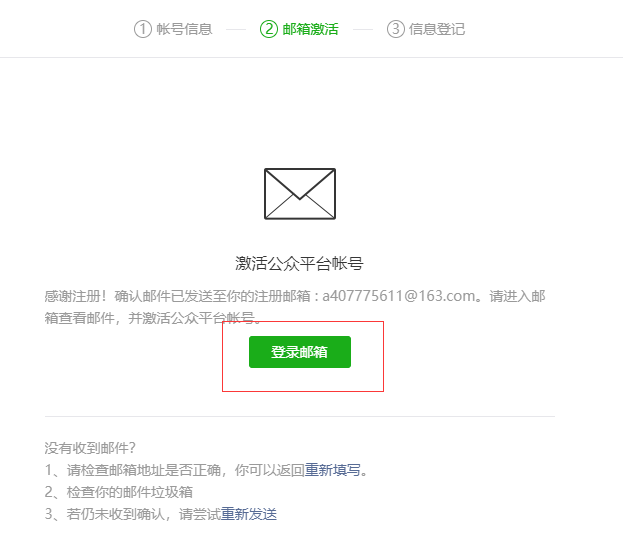 ① 帐号信息 ② 邮箱激活 ③ 信息登记
激活公众平台帐号
感谢注册！确认邮件已发送至你的注册邮箱 : a407775611@163.com。请进入邮
箱查看邮件，并激活公众平台帐号。
登录邮箱
没有收到邮件？
1、请检查邮箱地址是否正确，你可以返回重新填写。
2、检查你的邮件垃圾箱
3、若仍未收到确认，请尝试重新发送